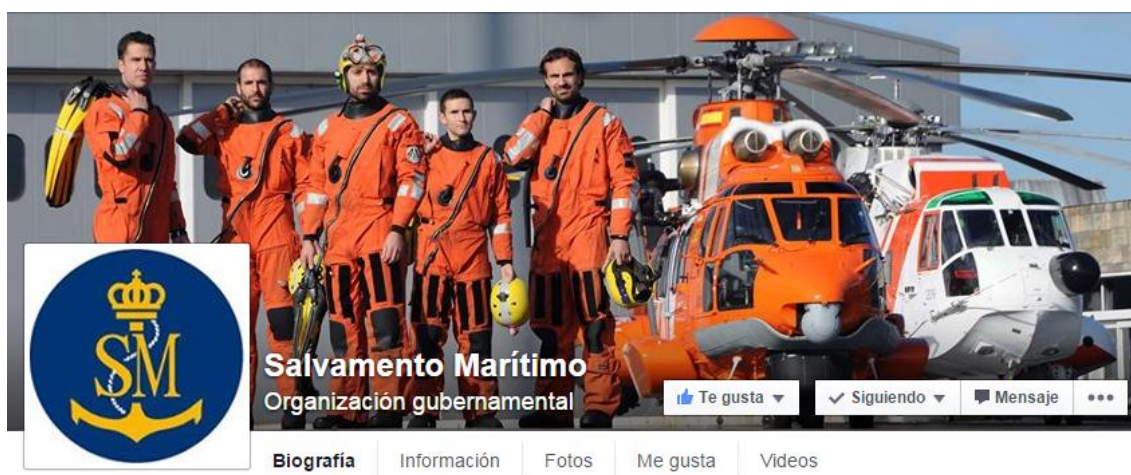 SM
Salvamento Marítimo
Organización gubernamental
Te gusta
Siguiendo
Mensaje
Biografía
Información
Fotos
Me gusta
Videos